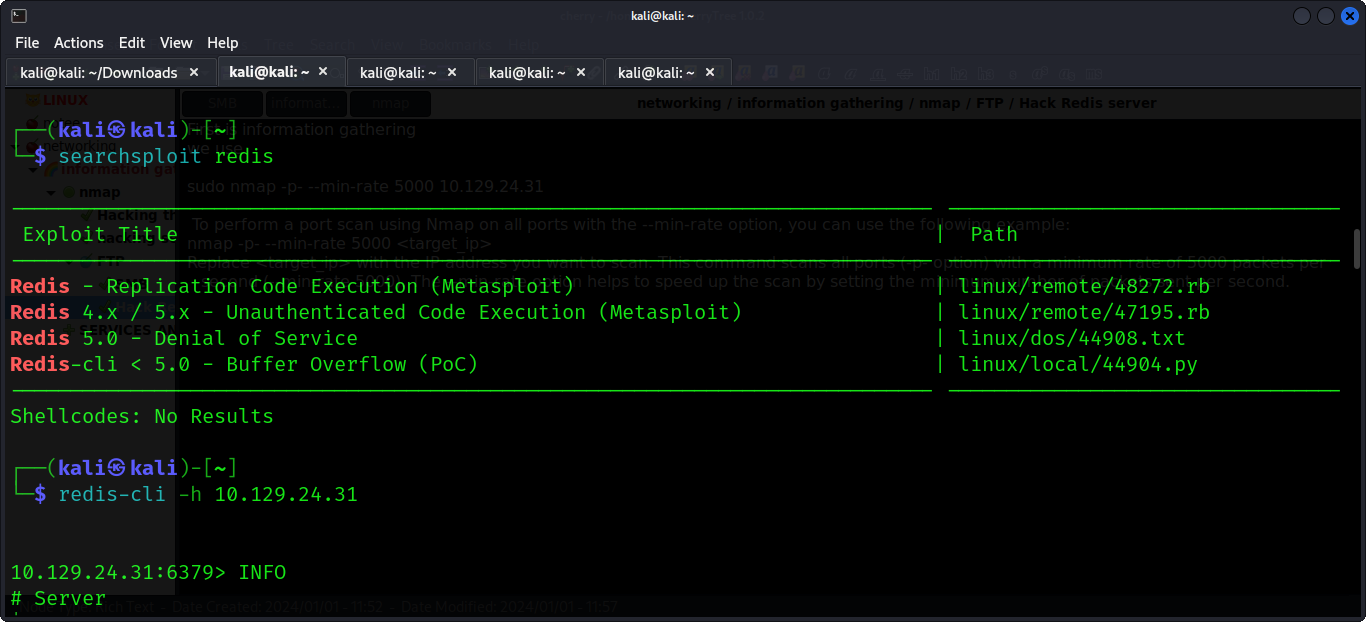 kali@kali: ~
File Actions Edit View Help
kali@kali: ~/Downloads × kali@kali: ~ × kali@kali: ~ × kali@kali: ~ × kali@kali: ~ ×
LINUX SMB informat... nmap networking / information gathering / nmap / FTP / Hack Redis server
┌──(kali㉿kali)-[~]
information gathering
└─$ searchsploit redis
sudo nmap -p- --min-rate 5000 10.129.24.31
nmap
Hacking th
To perform a port scan using Nmap on all ports with the --min-rate option, you can use the following example:
Exploit Title | Path
nmap -p- --min-rate 5000 <target_ip>
Replace <target_ip> with the IP address you want to scan. This command scans all ports (-p- option) with a minimum rate of 5000 packets per
helps to speed up the scan by setting the second.
Redis - Replication Code Execution (Metasploit) | linux/remote/48272.rb
Redis 4.x / 5.x - Unauthenticated Code Execution (Metasploit) | linux/remote/47195.rb
Redis 5.0 - Denial of Service | linux/dos/44908.txt
Redis-cli < 5.0 - Buffer Overflow (PoC) | linux/local/44904.py
Shellcodes: No Results
┌──(kali㉿kali)-[~]
└─$ redis-cli -h 10.129.24.31
10.129.24.31:6379> INFO
# Server
Rich Text - Date Created: 2024/01/01 - 11:52 - Date Modified: 2024/01/01 - 11:57